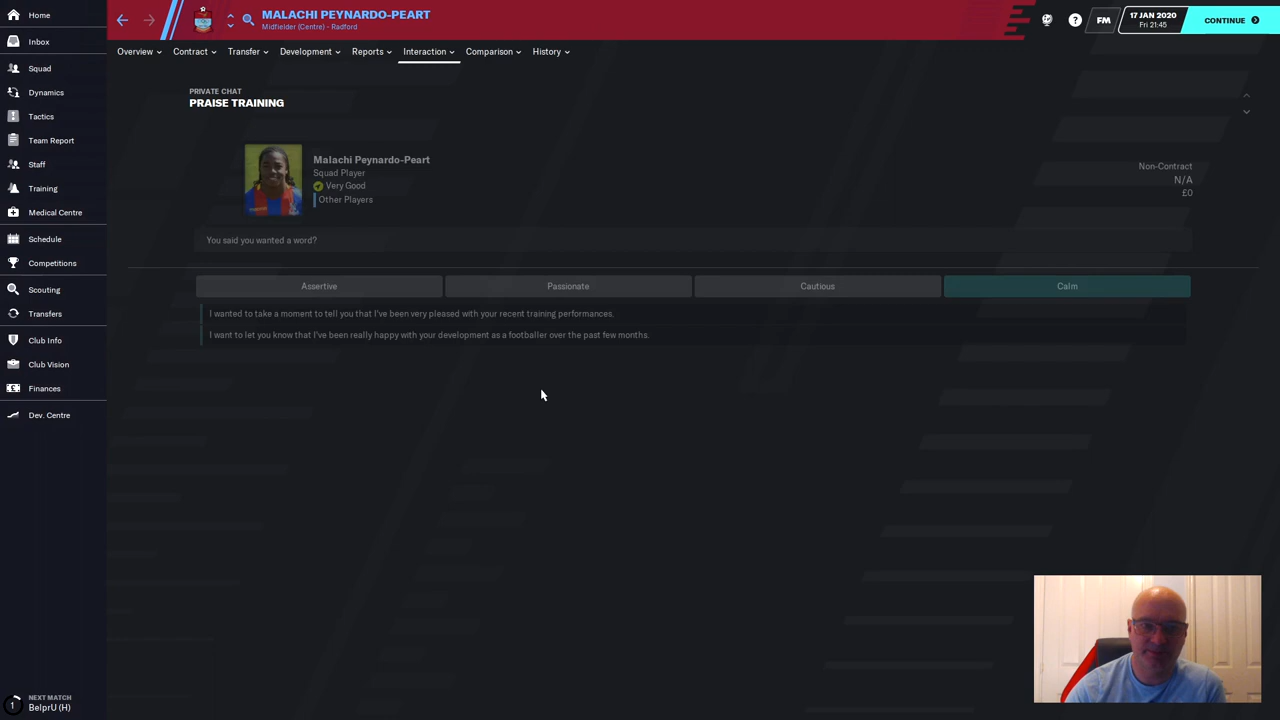 Home
Inbox
Squad
Dynamics
Tactics
Team Report
Staff
Training
Medical Centre
Schedule
Competitions
Scouting
Transfers
Club Info
Club Vision
Finances
Dev. Centre
1
NEXT MATCH
BelprU (H)
MALACHI PEYNARDO-PEART
Midfielder (Centre) - Radford
?
FM
17 JAN 2020
Fri 21:45
CONTINUE
Overview
Contract
Transfer
Development
Reports
Interaction
Comparison
History
PRIVATE CHAT
PRAISE TRAINING
Malachi Peynardo-Peart
Squad Player
Very Good
Other Players
Non-Contract
N/A
£0
You said you wanted a word?
Assertive
Passionate
Cautious
Calm
I wanted to take a moment to tell you that I've been very pleased with your recent training performances.
I want to let you know that I've been really happy with your development as a footballer over the past few months.